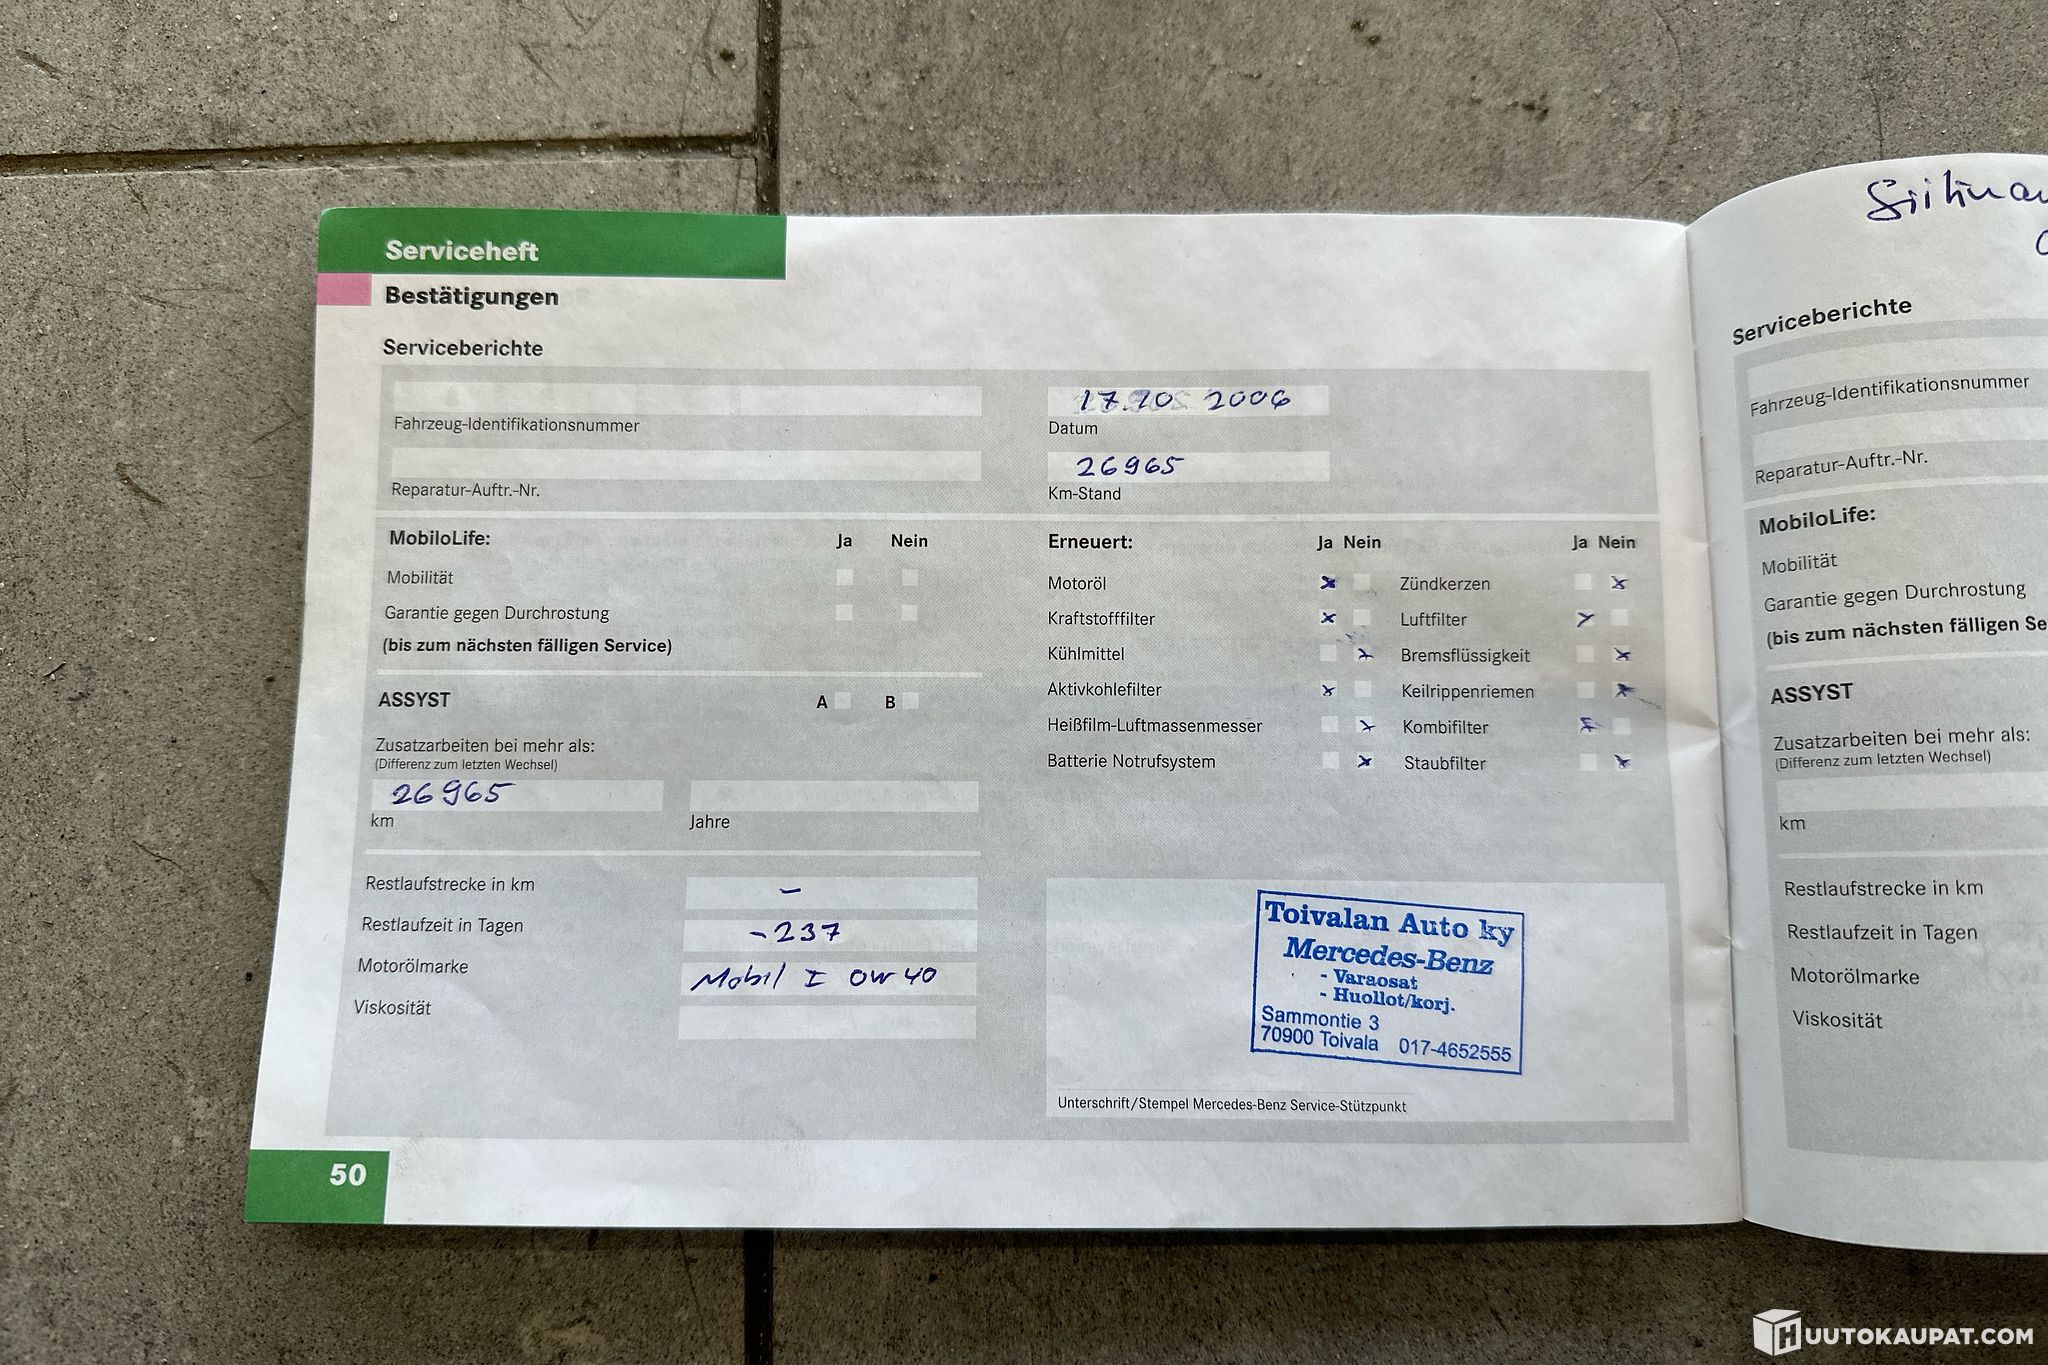 Serviceheft
Bestätigungen
Serviceberichte
17.10 2006
Fahrzeug-Identifikationsnummer
Datum
26965
Reparatur-Auftr.-Nr.
Km-Stand
MobiloLife: Ja Nein
Mobilität
Garantie gegen Durchrostung
(bis zum nächsten fälligen Service)
ASSYST A B
Zusatzarbeiten bei mehr als:
(Differenz zum letzten Wechsel)
26965
km Jahre
Restlaufstrecke in km –
Restlaufzeit in Tagen -237
Motorölmarke Mobil I 0W40
Viskosität
Erneuert: Ja Nein Ja Nein
Motoröl x Zündkerzen x
Kraftstofffilter x Luftfilter x
Kühlmittel x Bremsflüssigkeit x
Aktivkohlefilter x Keilrippenriemen x
Heißfilm-Luftmassenmesser x Kombifilter x
Batterie Notrufsystem x Staubfilter x
Toivalan Auto ky
Mercedes-Benz
- Varaosat
- Huollot/korj.
Sammontie 3
70900 Toivala 017-4652555
Unterschrift/Stempel Mercedes-Benz Service-Stützpunkt
50
Serviceberichte
Fahrzeug-Identifikationsnummer
Reparatur-Auftr.-Nr.
MobiloLife:
Mobilität
Garantie gegen Durchrostung
(bis zum nächsten fälligen Se
ASSYST
Zusatzarbeiten bei mehr als:
(Differenz zum letzten Wechsel)
km
Restlaufstrecke in km
Restlaufzeit in Tagen
Motorölmarke
Viskosität
HUUTOKAUPAT.COM